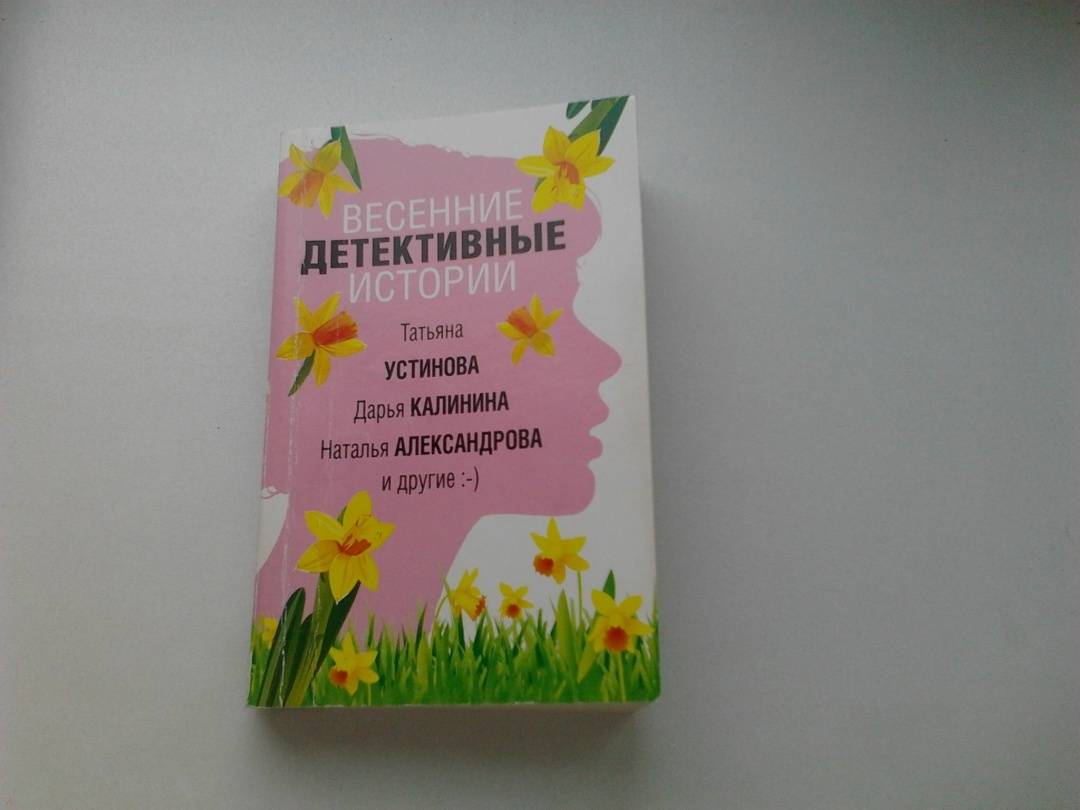 ВЕСЕННИЕ
ДЕТЕКТИВНЫЕ
ИСТОРИИ
Татьяна
УСТИНОВА
Дарья КАЛИНИНА
Наталья АЛЕКСАНДРОВА
и другие :-)